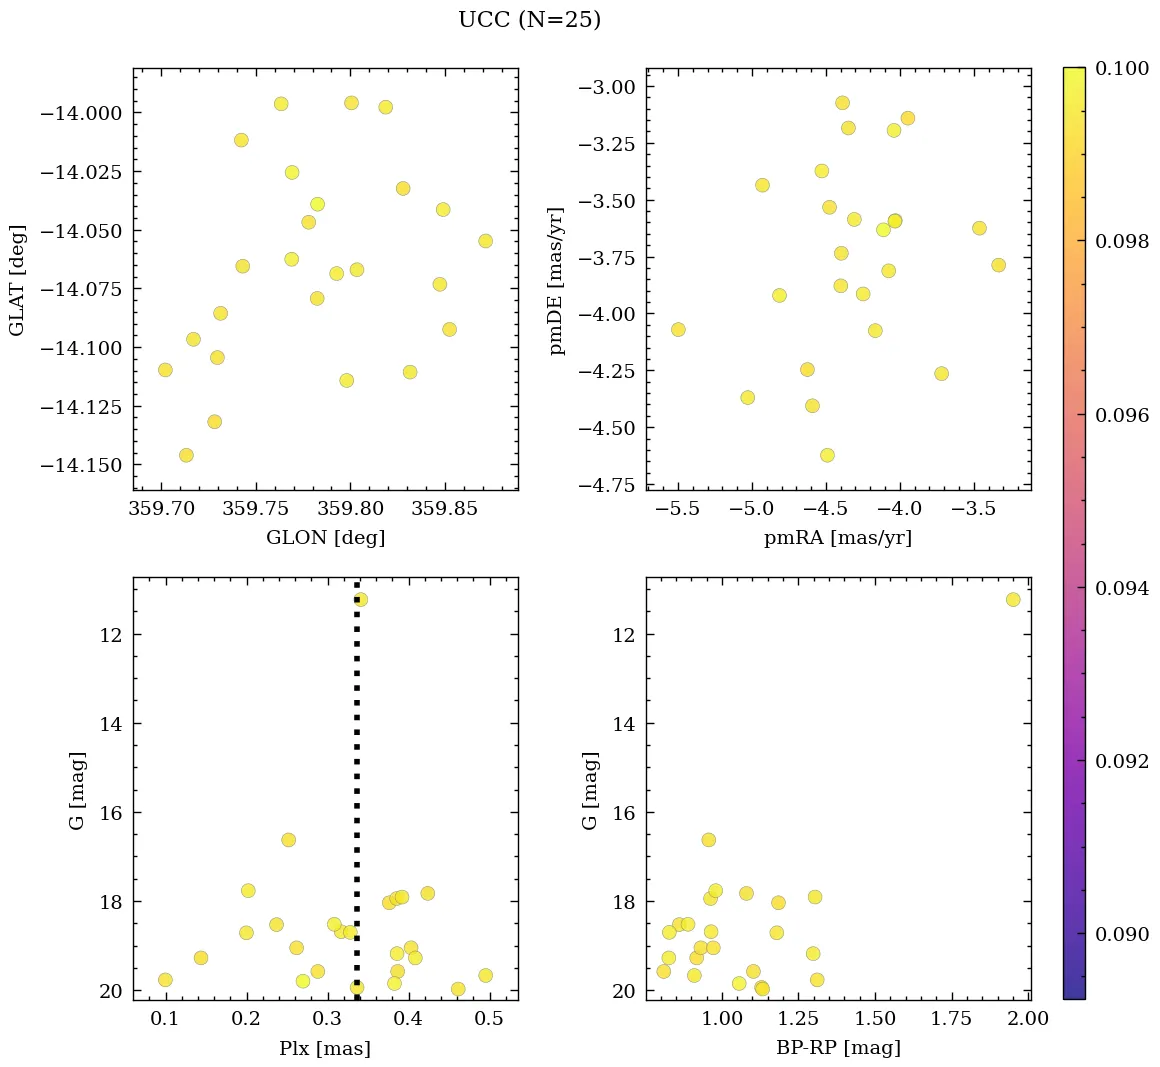 UCC (N=25)
−14.000
−14.025
−14.050
−14.075
−14.100
−14.125
−14.150
GLAT [deg]
359.70 359.75 359.80 359.85
GLON [deg]
−3.00
−3.25
−3.50
−3.75
−4.00
−4.25
−4.50
−4.75
pmDE [mas/yr]
−5.5 −5.0 −4.5 −4.0 −3.5
pmRA [mas/yr]
12
14
16
18
20
G [mag]
0.1 0.2 0.3 0.4 0.5
Plx [mas]
12
14
16
18
20
G [mag]
1.00 1.25 1.50 1.75 2.00
BP-RP [mag]
0.100
0.098
0.096
0.094
0.092
0.090